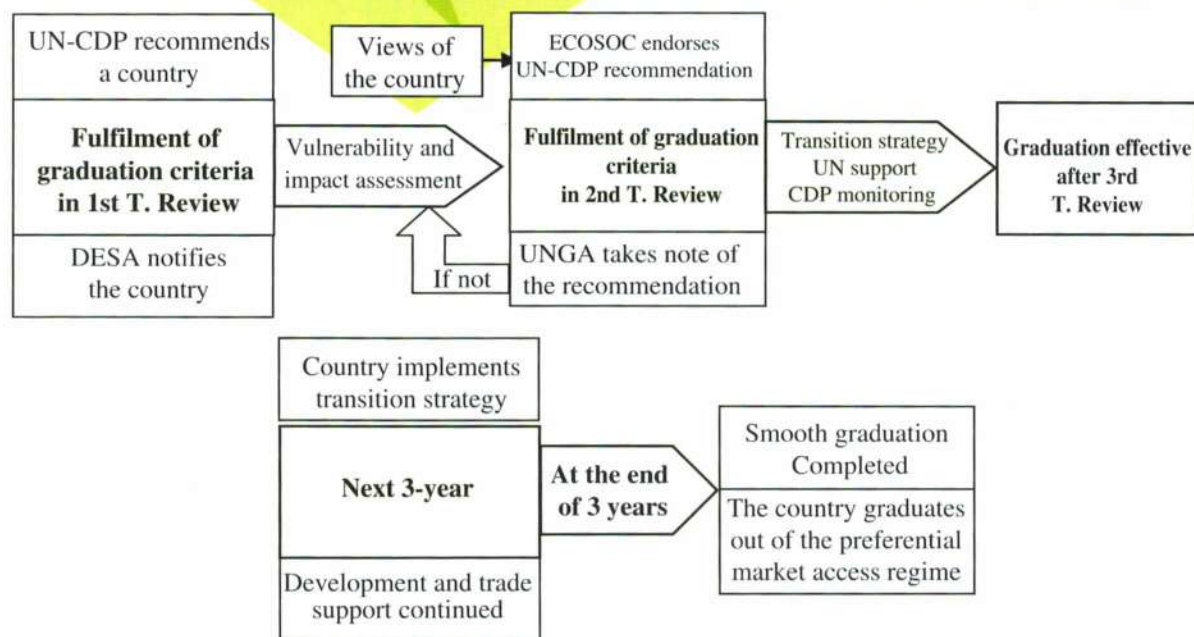 UN-CDP recommends
a country
Fulfilment of
graduation criteria
in 1st T. Review
DESA notifies
the country
Vulnerability and
impact assessment
Views of
the country
ECOSOC endorses
UN-CDP recommendation
Fulfilment of graduation
criteria
in 2nd T. Review
UNGA takes note of
the recommendation
If not
Transition strategy
UN support
CDP monitoring
Graduation effective
after 3rd
T. Review
Country implements
transition strategy
Next 3-year
Development and trade
support continued
At the end
of 3 years
Smooth graduation
Completed
The country graduates
out of the preferential
market access regime